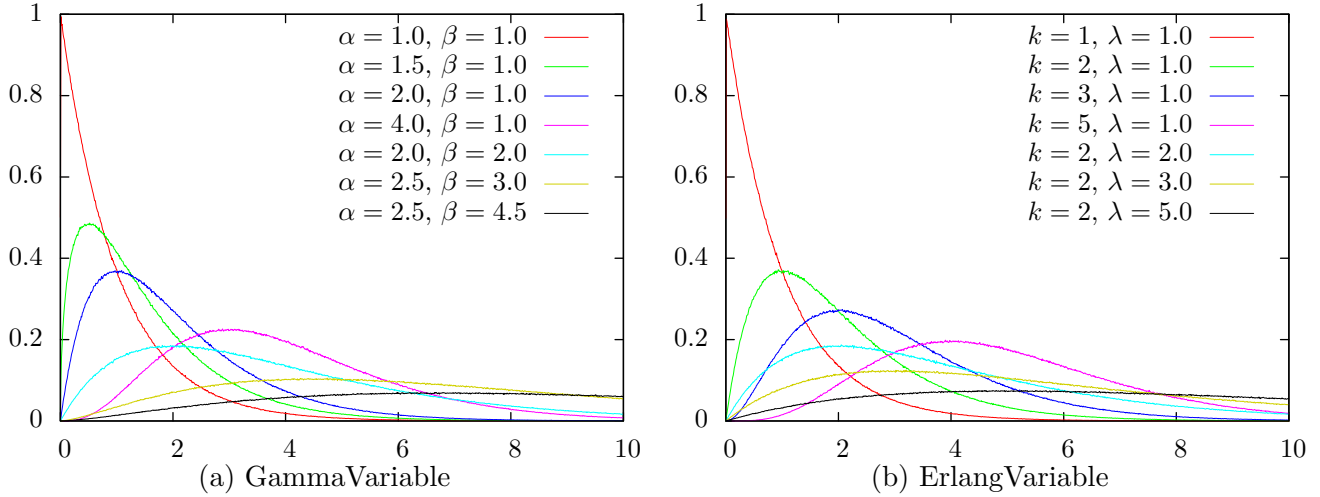 1
0.8
0.6
0.4
0.2
0
0 2 4 6 8 10
α = 1.0, β = 1.0
α = 1.5, β = 1.0
α = 2.0, β = 1.0
α = 4.0, β = 1.0
α = 2.0, β = 2.0
α = 2.5, β = 3.0
α = 2.5, β = 4.5
(a) GammaVariable
1
0.8
0.6
0.4
0.2
0
0 2 4 6 8 10
k = 1, λ = 1.0
k = 2, λ = 1.0
k = 3, λ = 1.0
k = 5, λ = 1.0
k = 2, λ = 2.0
k = 2, λ = 3.0
k = 2, λ = 5.0
(b) ErlangVariable